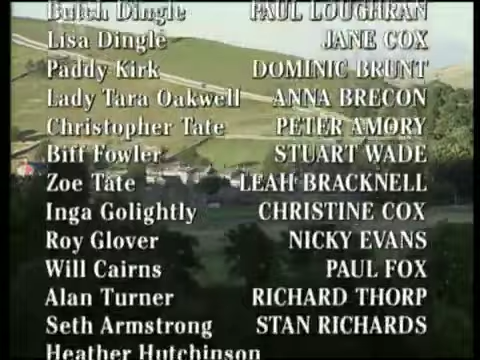 Butch Dingle PAUL LOUGHRAN
Lisa Dingle JANE COX
Paddy Kirk DOMINIC BRUNT
Lady Tara Oakwell ANNA BRECON
Christopher Tate PETER AMORY
Biff Fowler STUART WADE
Zoe Tate LEAH BRACKNELL
Inga Golightly CHRISTINE COX
Roy Glover NICKY EVANS
Will Cairns PAUL FOX
Alan Turner RICHARD THORP
Seth Armstrong STAN RICHARDS
Heather Hutchinson